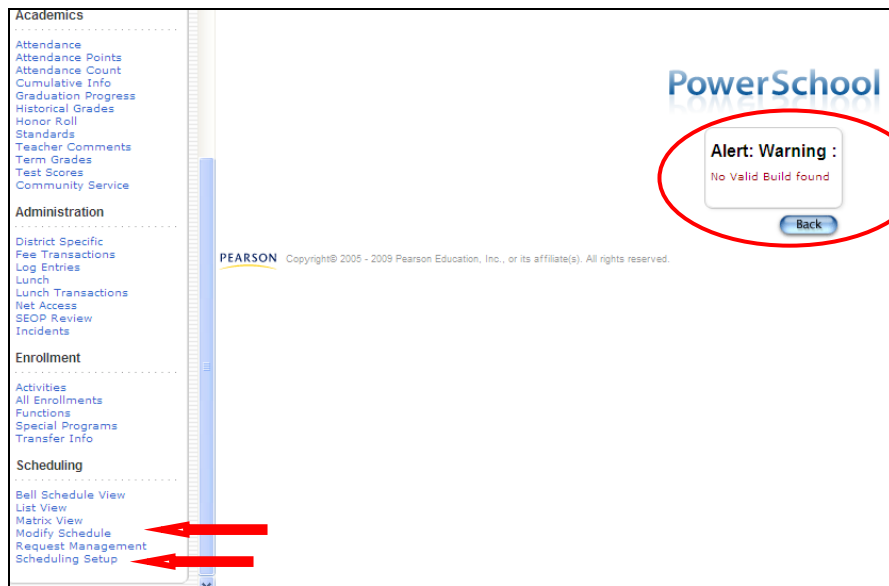 Academics
Attendance
Attendance Points
Attendance Count
Cumulative Info
Graduation Progress
Historical Grades
Honor Roll
Standards
Teacher Comments
Term Grades
Test Scores
Community Service
Administration
District Specific
Fee Transactions
Log Entries
Lunch
Lunch Transactions
Net Access
SEOP Review
Incidents
Enrollment
Activities
All Enrollments
Functions
Special Programs
Transfer Info
Scheduling
Bell Schedule View
List View
Matrix View
Modify Schedule
Request Management
Scheduling Setup
PowerSchool
Alert: Warning :
No Valid Build found
Back
PEARSON Copyright© 2005 - 2009 Pearson Education, Inc., or its affiliate(s). All rights reserved.